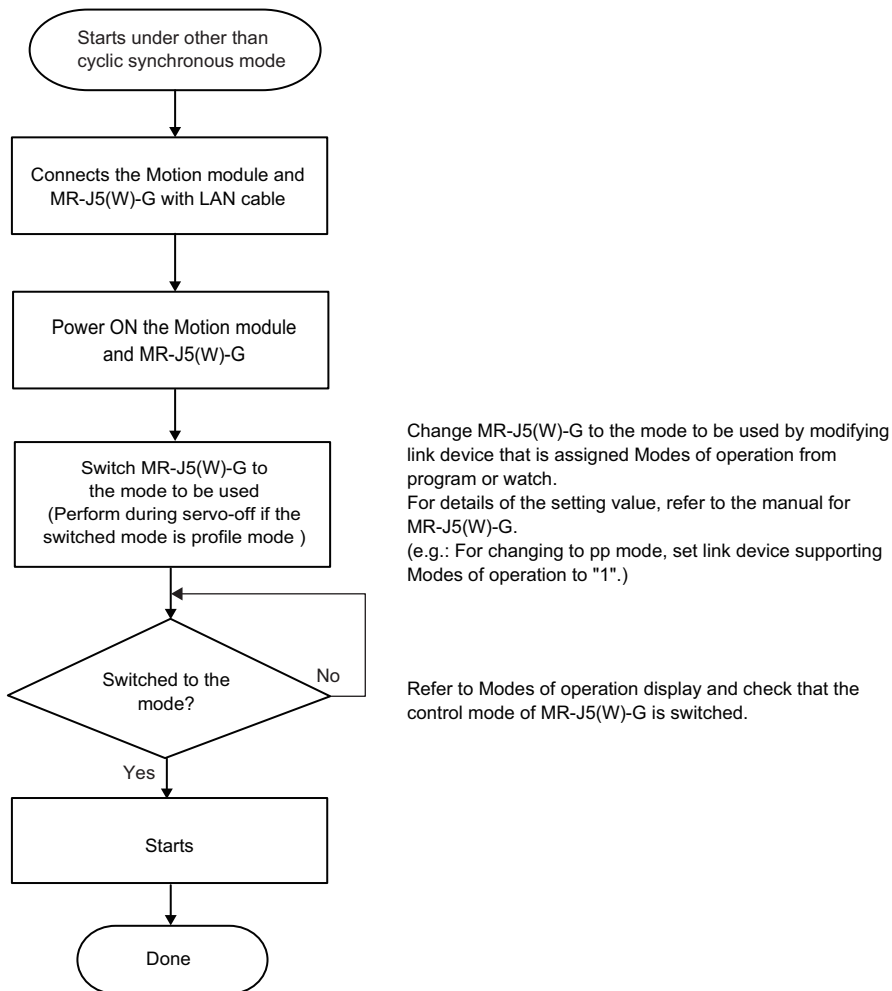 Starts under other than
cyclic synchronous mode
Connects the Motion module and
MR-J5(W)-G with LAN cable
Power ON the Motion module
and MR-J5(W)-G
Switch MR-J5(W)-G to
the mode to be used
(Perform during servo-off if the
switched mode is profile mode )
Change MR-J5(W)-G to the mode to be used by modifying
link device that is assigned Modes of operation from
program or watch.
For details of the setting value, refer to the manual for
MR-J5(W)-G.
(e.g.: For changing to pp mode, set link device supporting
Modes of operation to "1".)
Switched to the
mode?
No
Refer to Modes of operation display and check that the
control mode of MR-J5(W)-G is switched.
Yes
Starts
Done